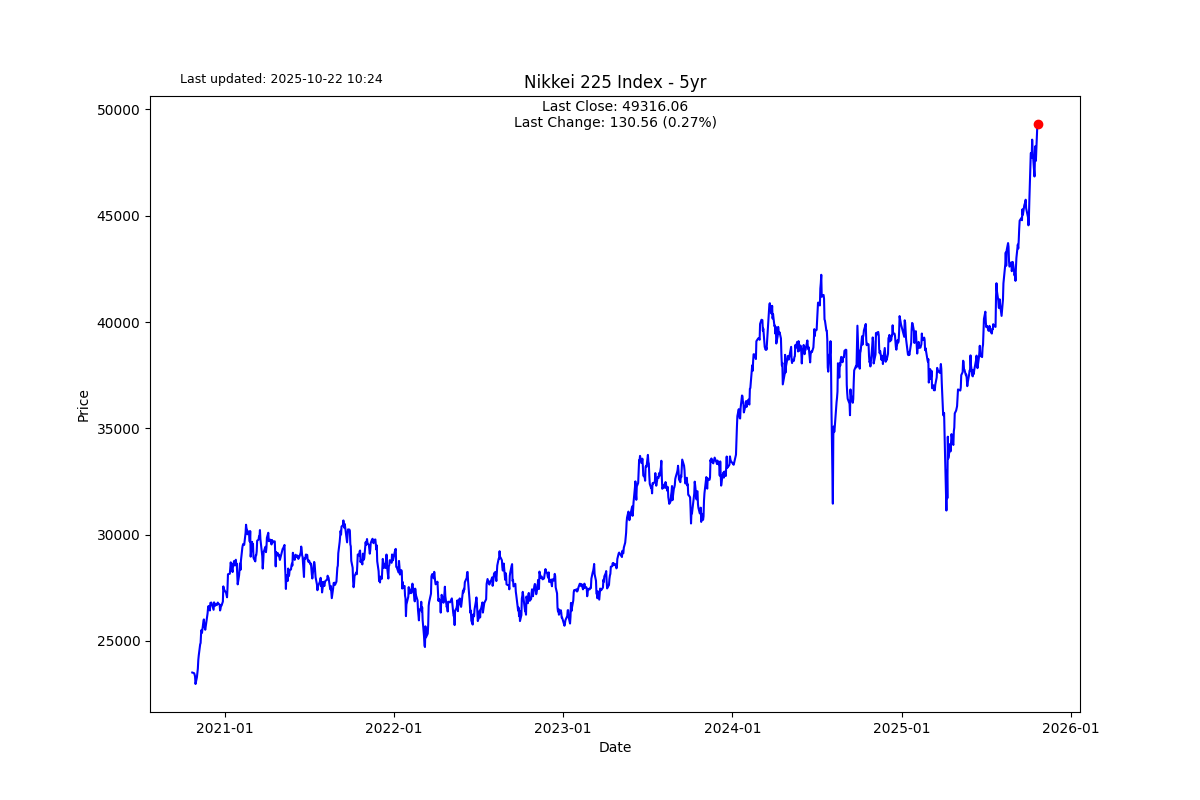 Last updated: 2025-10-22 10:24
Nikkei 225 Index - 5yr
Last Close: 49316.06
Last Change: 130.56 (0.27%)
50000
45000
40000
35000
30000
25000
Price
2021-01
2022-01
2023-01
2024-01
2025-01
2026-01
Date